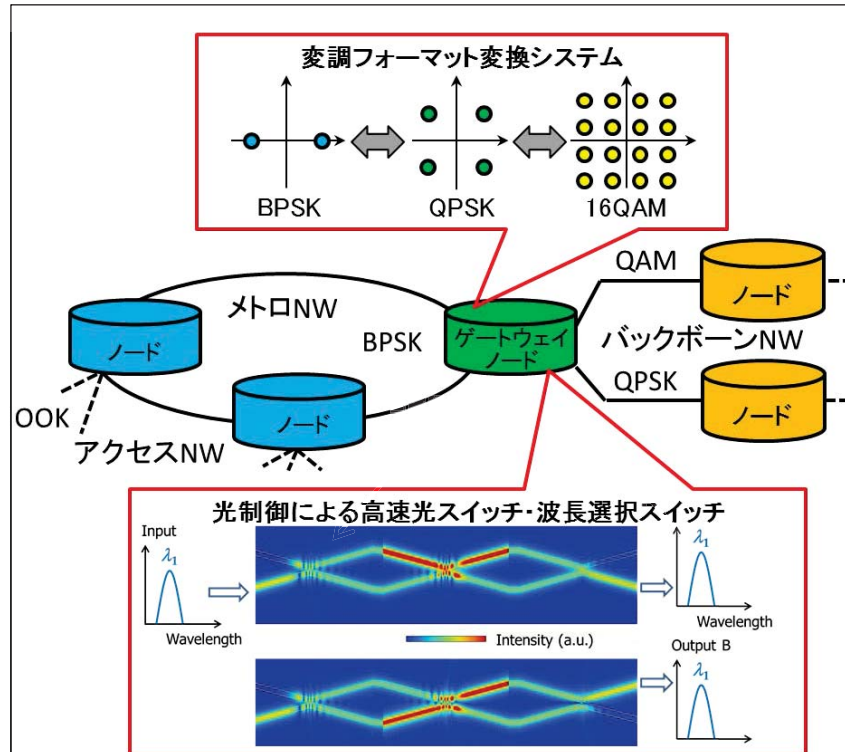 変調フォーマット変換システム
BPSK
QPSK
16QAM
メトロNW
ノード
ノード
OOK
アクセスNW
BPSK
ゲートウェイ
ノード
QAM
ノード
バックボーンNW
QPSK
ノード
光制御による高速光スイッチ・波長選択スイッチ
Input
λ₁
Wavelength
λ₁
Wavelength
Intensity (a.u.)
Output B
λ₁
Wavelength